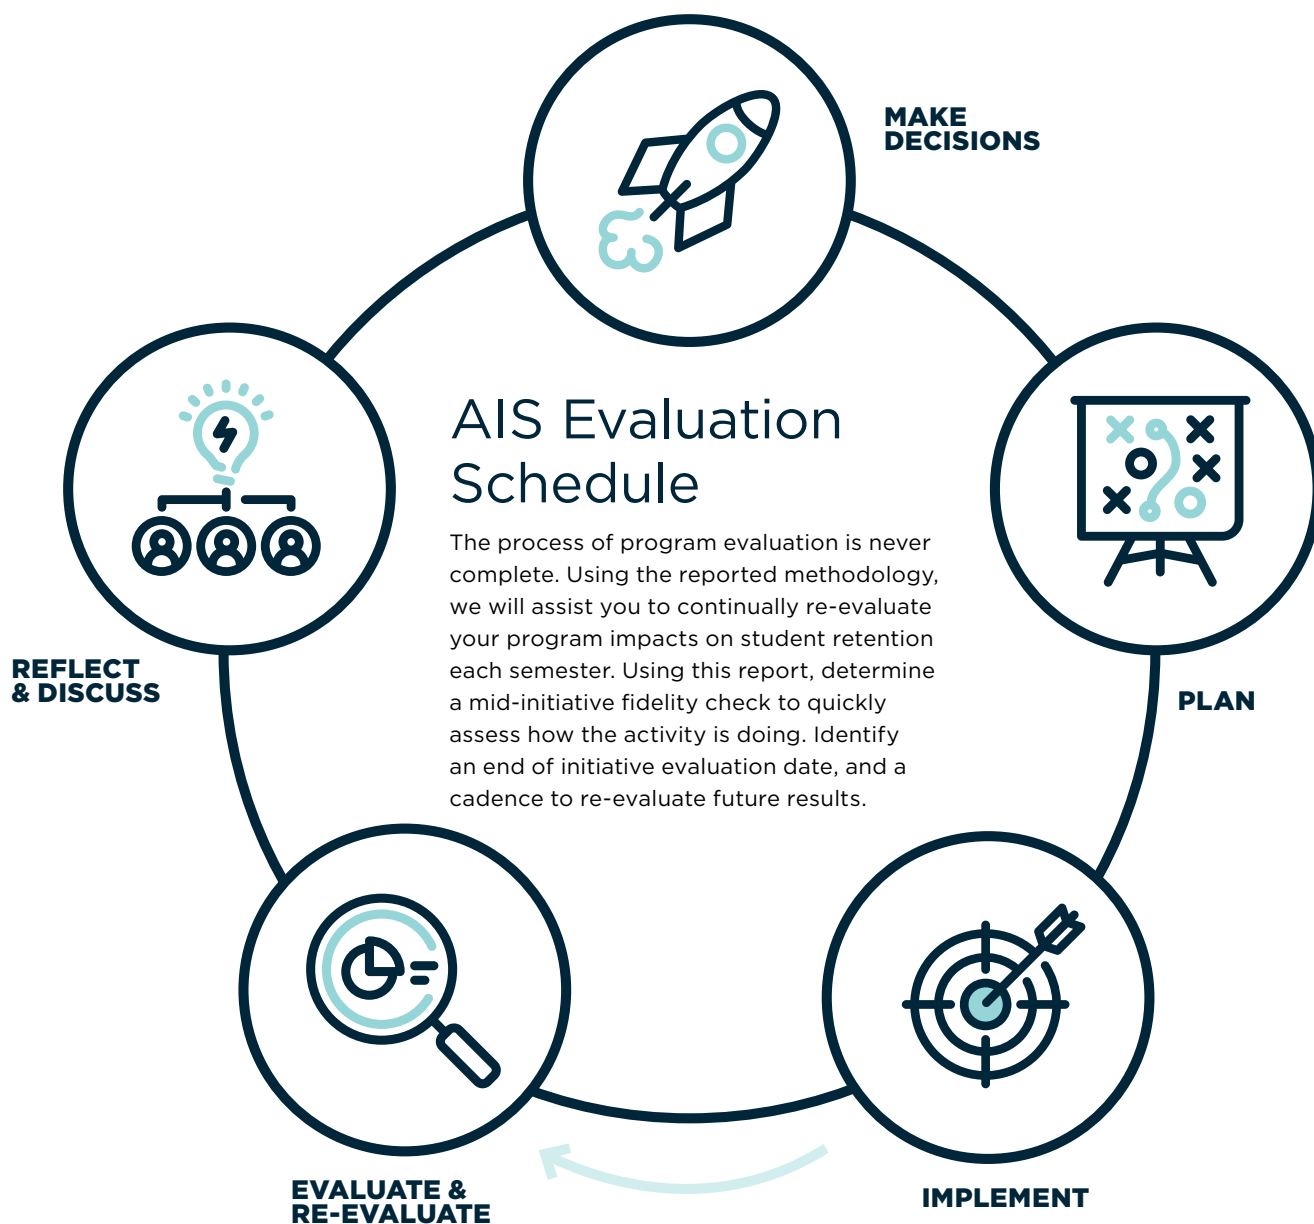 MAKE
DECISIONS
AIS Evaluation
Schedule
The process of program evaluation is never
complete. Using the reported methodology,
we will assist you to continually re-evaluate
your program impacts on student retention
each semester. Using this report, determine
a mid-initiative fidelity check to quickly
assess how the activity is doing. Identify
an end of initiative evaluation date, and a
cadence to re-evaluate future results.
REFLECT
& DISCUSS
PLAN
EVALUATE &
RE-EVALUATE
IMPLEMENT